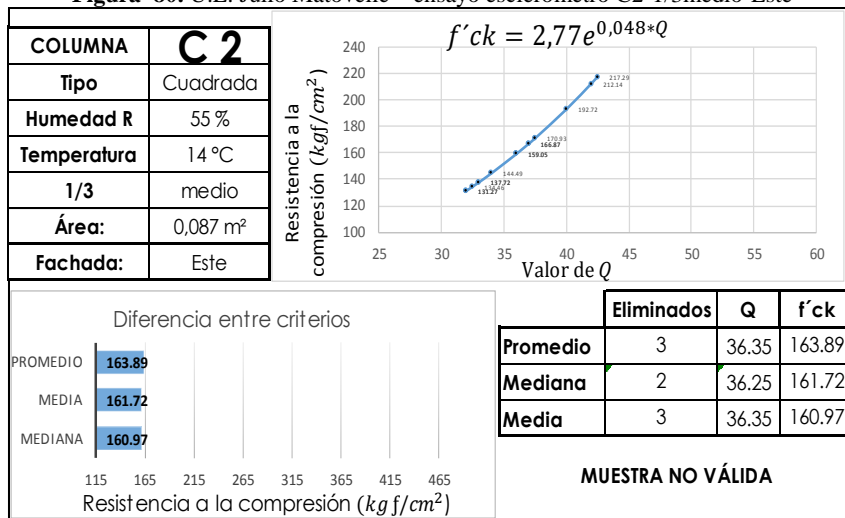 Figura 80. U.E. Julio Matovelle – ensayo esclerómetro C2 1/3medio-Este
COLUMNA C 2
Tipo Cuadrada
Humedad R 55 %
Temperatura 14 °C
1/3 medio
Área: 0,087 m²
Fachada: Este
f´ck = 2,77e^0,048*Q
Resistencia a la
compresión (kgf/cm²)
240
220
200
180
160
140
120
100
217.29
212.14
192.72
170.93
166.87
159.05
144.49
137.72
131.27
25 30 35 40 45 50 55 60
Valor de Q
Diferencia entre criterios
PROMEDIO 163.89
MEDIA 161.72
MEDIANA 160.97
115 165 215 265 315 365 415 465
Resistencia a la compresión (kg f/cm²)
Eliminados Q f´ck
Promedio 3 36.35 163.89
Mediana 2 36.25 161.72
Media 3 36.35 160.97
MUESTRA NO VÁLIDA